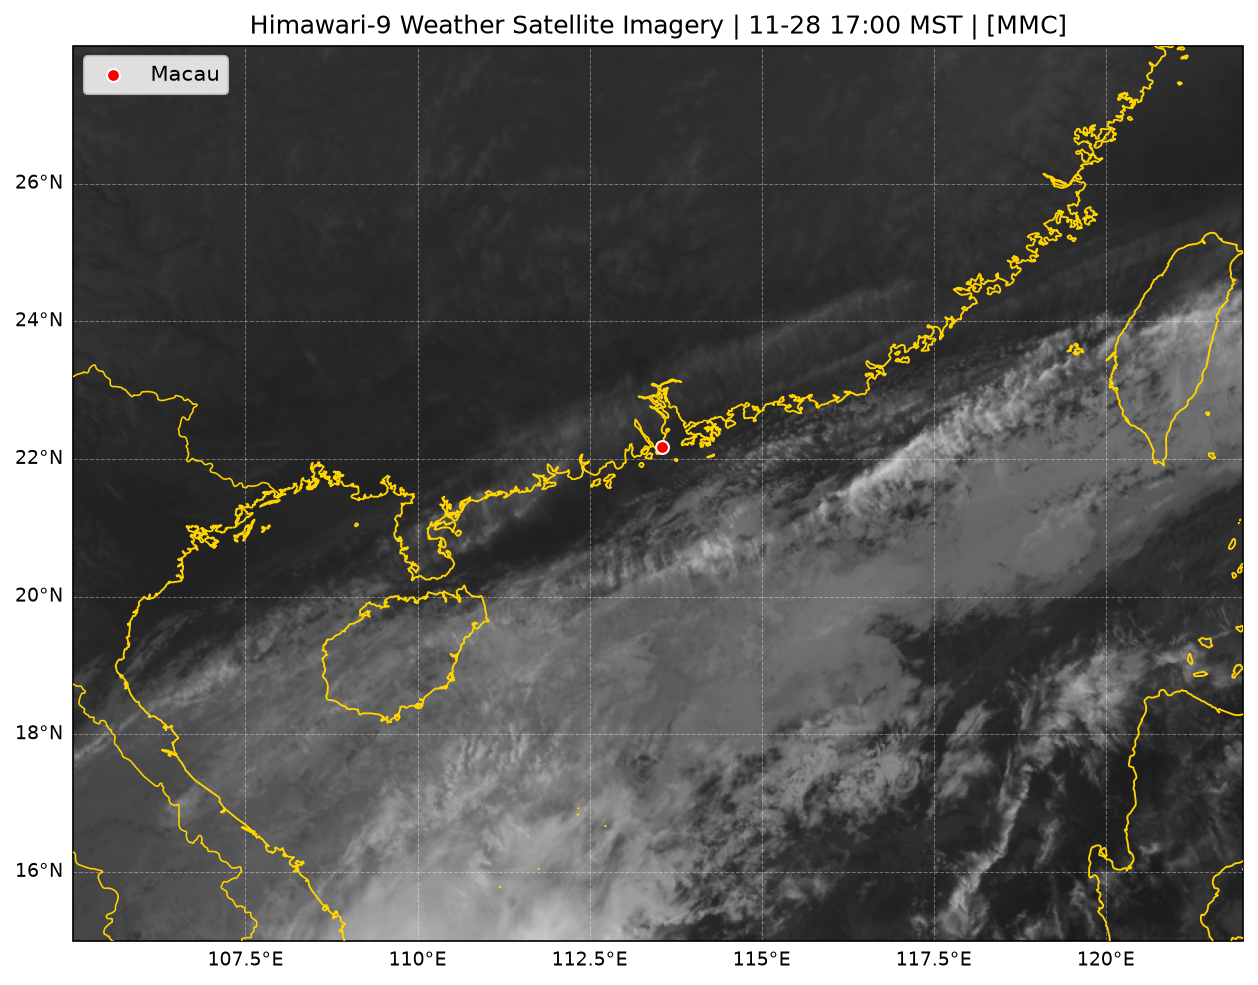 Himawari-9 Weather Satellite Imagery | 11-28 17:00 MST | [MMC]
Macau
26°N
24°N
22°N
20°N
18°N
16°N
107.5°E
110°E
112.5°E
115°E
117.5°E
120°E